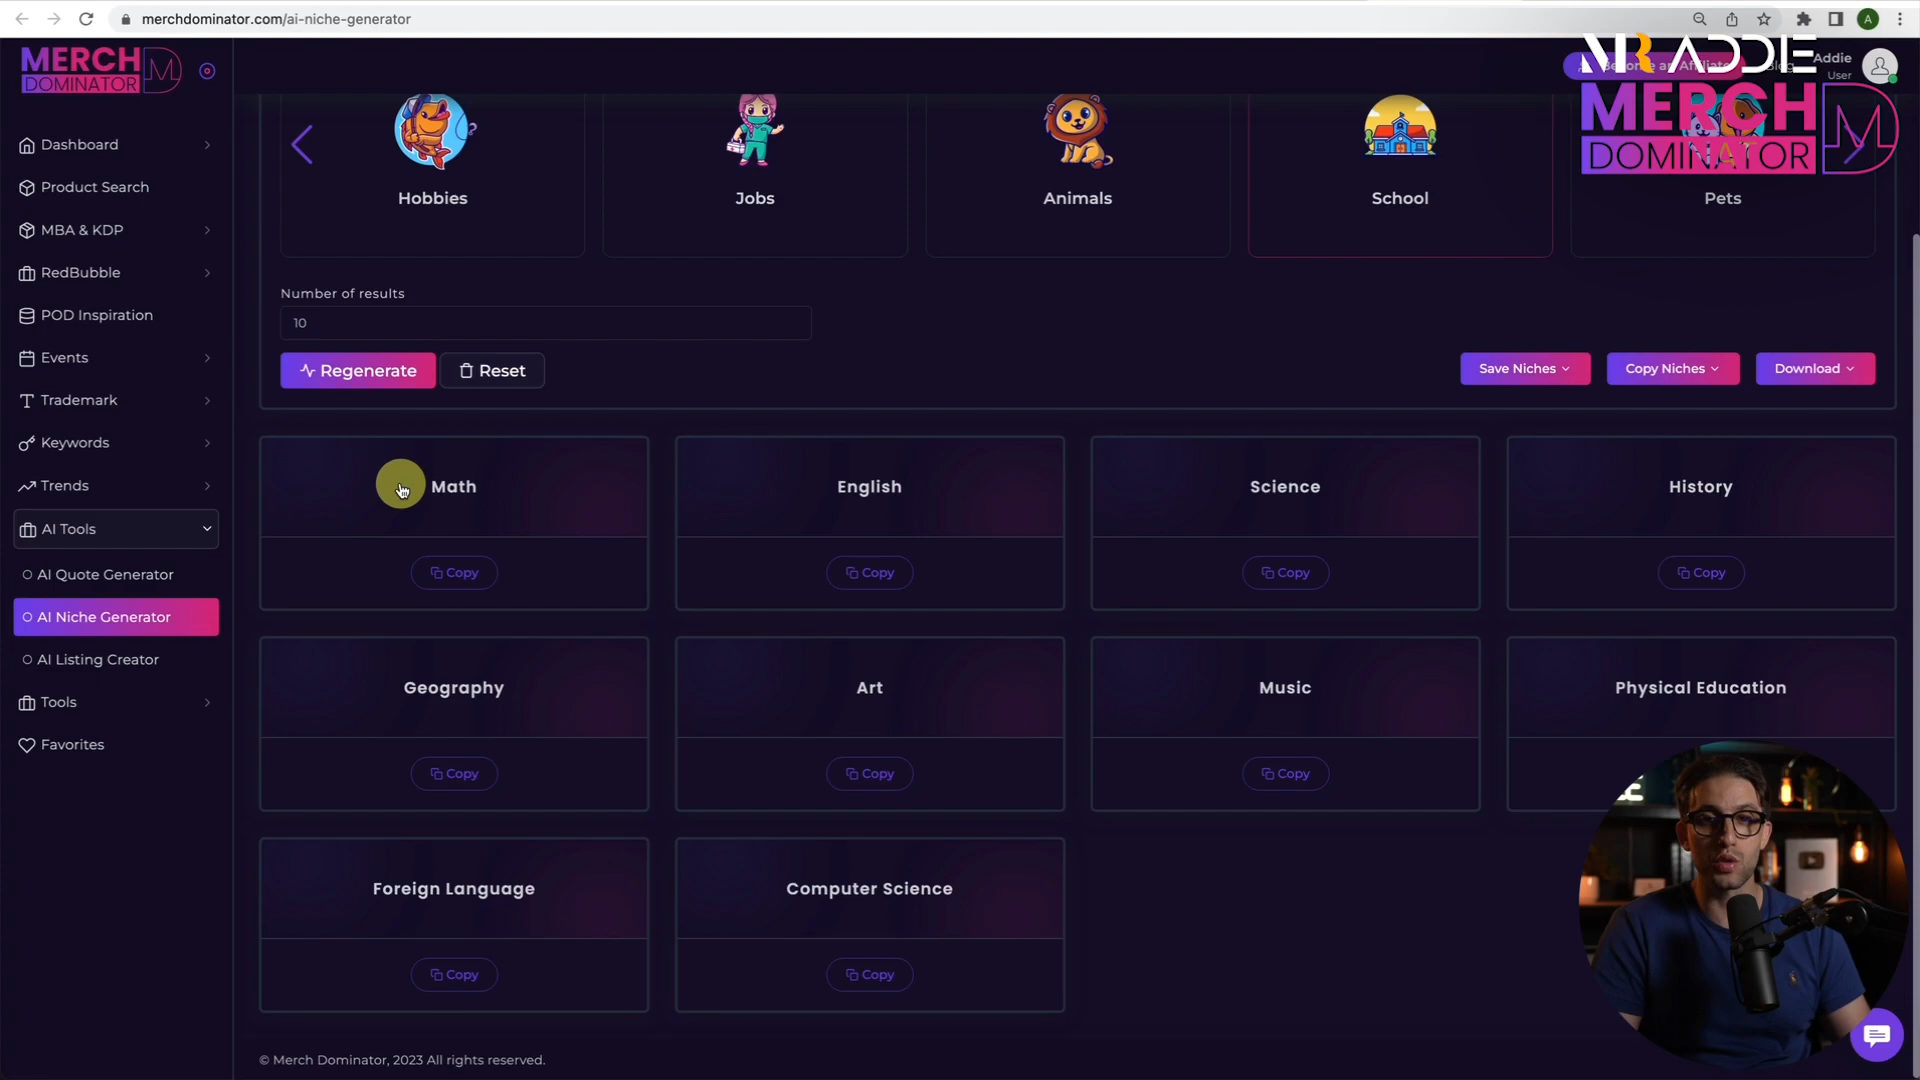 merchdominator.com/ai-niche-generator
A
MERCH DOMINATOR
MR ADDIE
Addie
User
MERCH
DOMINATOR
Dashboard
Product Search
MBA & KDP
RedBubble
POD Inspiration
Events
Trademark
Keywords
Trends
AI Tools
AI Quote Generator
AI Niche Generator
AI Listing Creator
Tools
Favorites
Hobbies
Jobs
Animals
School
Pets
Number of results
10
Regenerate
Reset
Save Niches
Copy Niches
Download
Math
English
Science
History
Copy
Copy
Copy
Copy
Geography
Art
Music
Physical Education
Copy
Copy
Copy
Foreign Language
Computer Science
Copy
Copy
© Merch Dominator, 2023 All rights reserved.